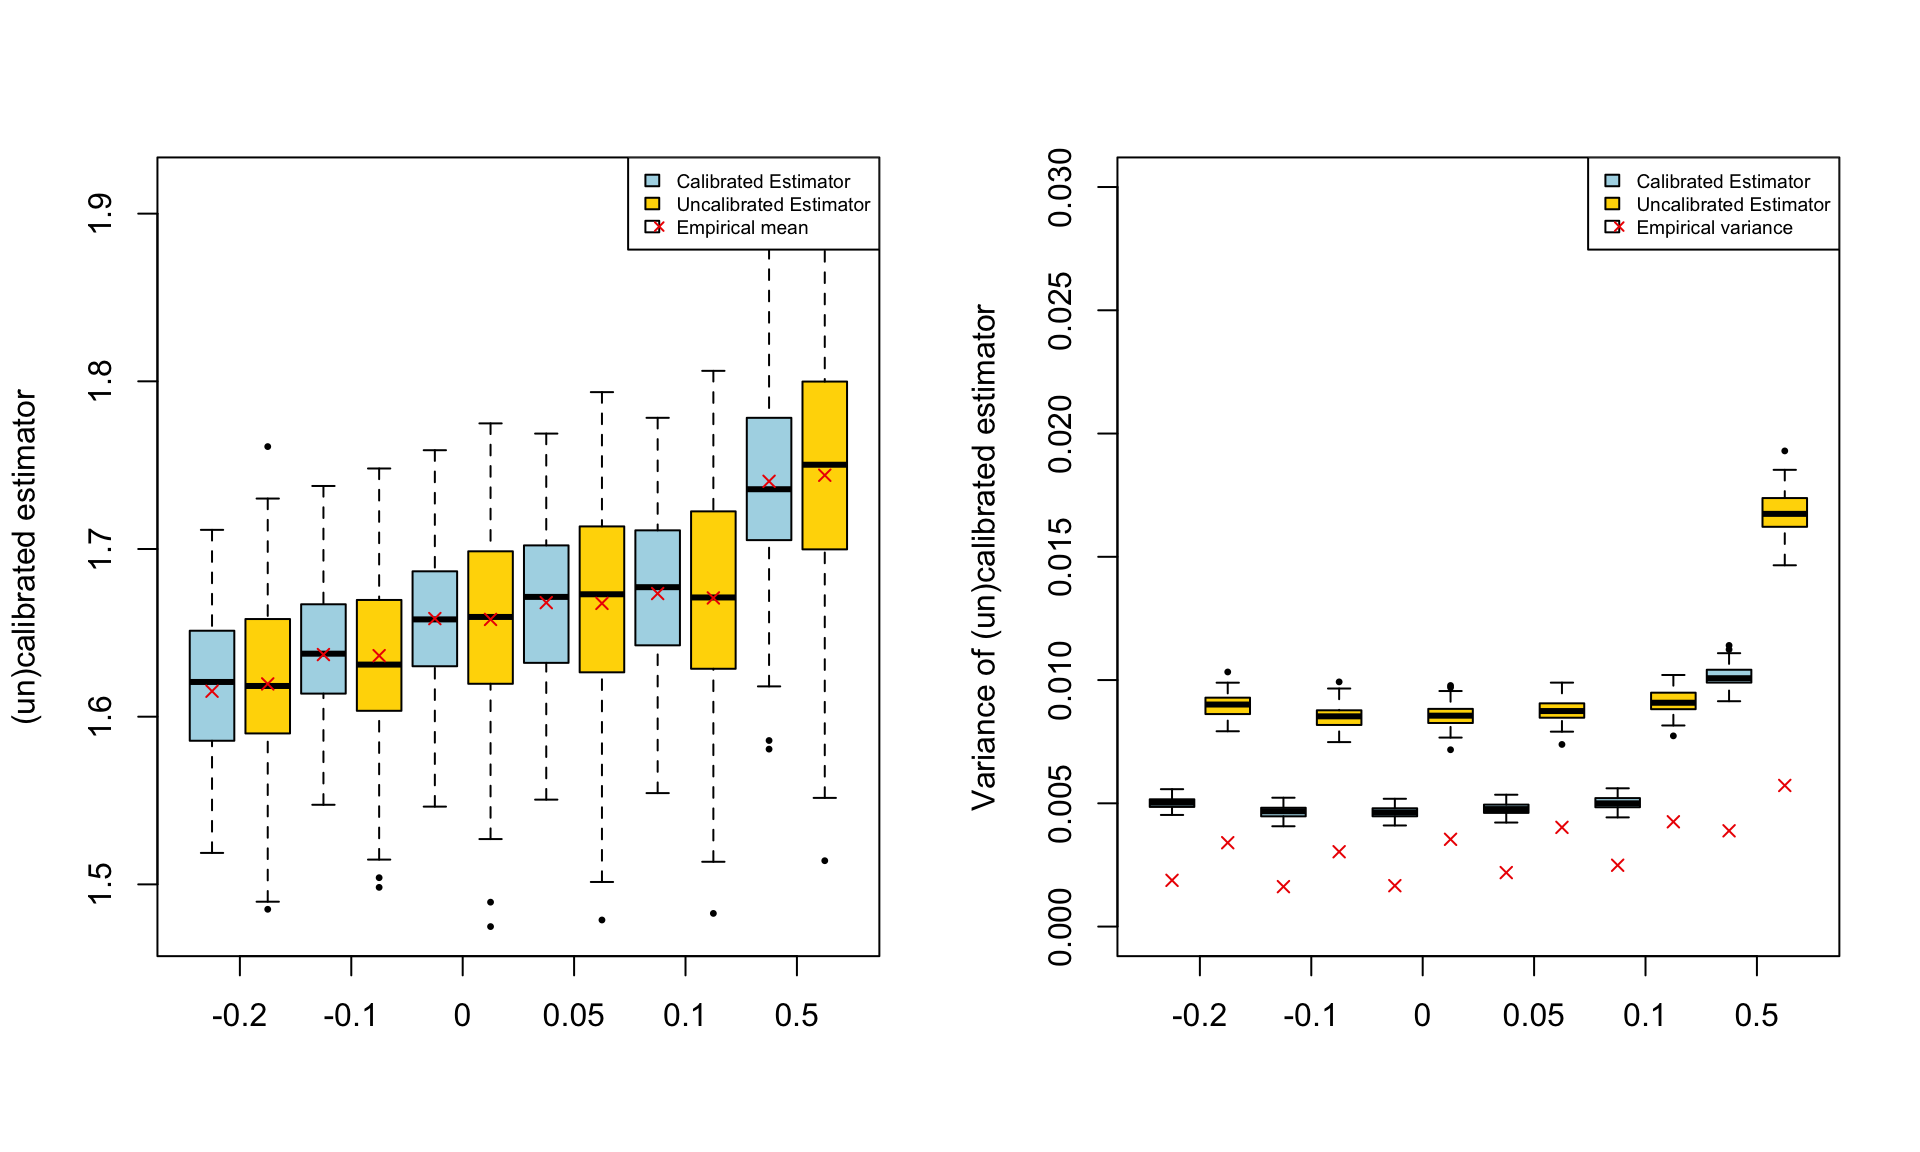 (un)calibrated estimator
1.9
1.8
1.7
1.6
1.5
Calibrated Estimator
Uncalibrated Estimator
Empirical mean
-0.2 -0.1 0 0.05 0.1 0.5
Variance of (un)calibrated estimator
0.030
0.025
0.020
0.015
0.010
0.005
0.000
Calibrated Estimator
Uncalibrated Estimator
Empirical variance
-0.2 -0.1 0 0.05 0.1 0.5